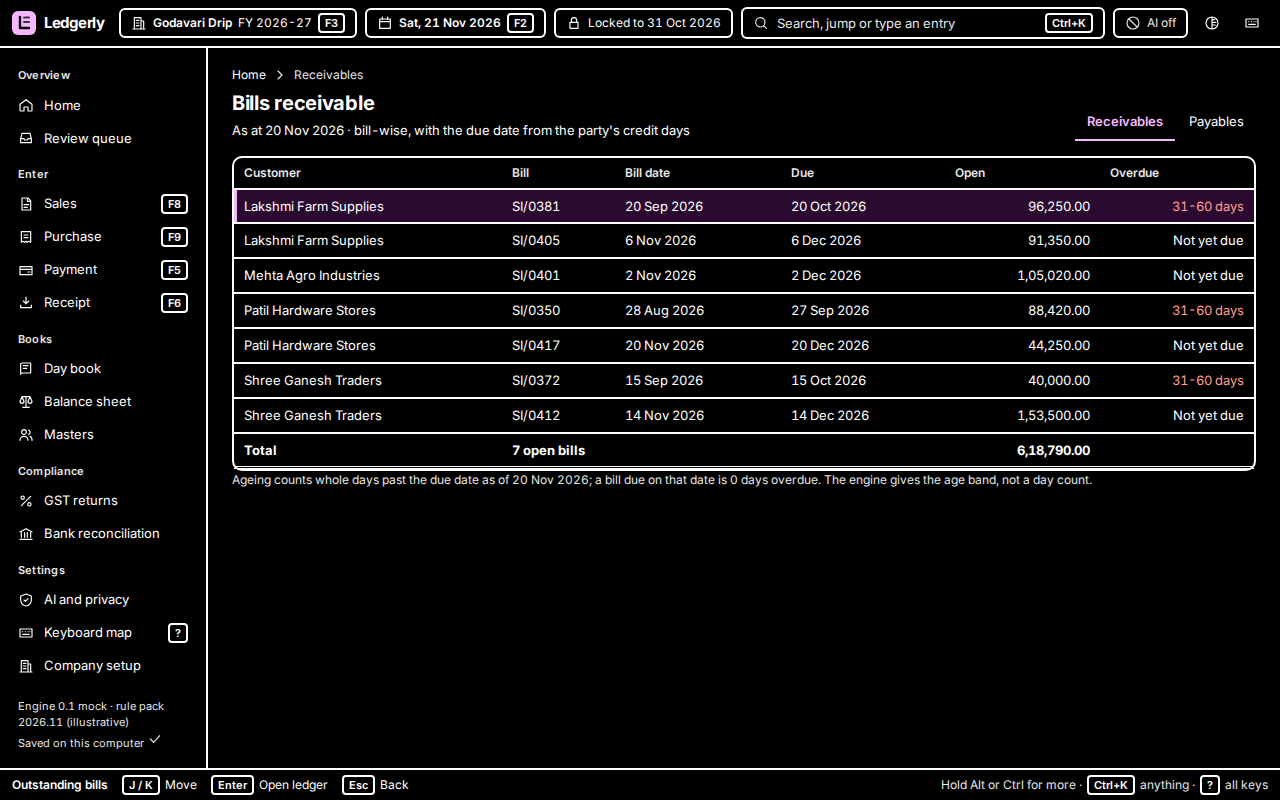 Ledgerly Godavari Drip FY 2026-27 F3 Sat, 21 Nov 2026 F2 Locked to 31 Oct 2026 Search, jump or type an entry Ctrl+K AI off
Overview
Home
Review queue
Enter
Sales F8
Purchase F9
Payment F5
Receipt F6
Books
Day book
Balance sheet
Masters
Compliance
GST returns
Bank reconciliation
Settings
AI and privacy
Keyboard map ?
Company setup
Engine 0.1 mock · rule pack
2026.11 (illustrative)
Saved on this computer
Home Receivables
Bills receivable
As at 20 Nov 2026 · bill-wise, with the due date from the party's credit days
Receivables Payables
Customer Bill Bill date Due Open Overdue
Lakshmi Farm Supplies SI/0381 20 Sep 2026 20 Oct 2026 96,250.00 31-60 days
Lakshmi Farm Supplies SI/0405 6 Nov 2026 6 Dec 2026 91,350.00 Not yet due
Mehta Agro Industries SI/0401 2 Nov 2026 2 Dec 2026 1,05,020.00 Not yet due
Patil Hardware Stores SI/0350 28 Aug 2026 27 Sep 2026 88,420.00 31-60 days
Patil Hardware Stores SI/0417 20 Nov 2026 20 Dec 2026 44,250.00 Not yet due
Shree Ganesh Traders SI/0372 15 Sep 2026 15 Oct 2026 40,000.00 31-60 days
Shree Ganesh Traders SI/0412 14 Nov 2026 14 Dec 2026 1,53,500.00 Not yet due
Total 7 open bills 6,18,790.00
Ageing counts whole days past the due date as of 20 Nov 2026; a bill due on that date is 0 days overdue. The engine gives the age band, not a day count.
Outstanding bills J / K Move Enter Open ledger Esc Back Hold Alt or Ctrl for more · Ctrl+K anything · ? all keys